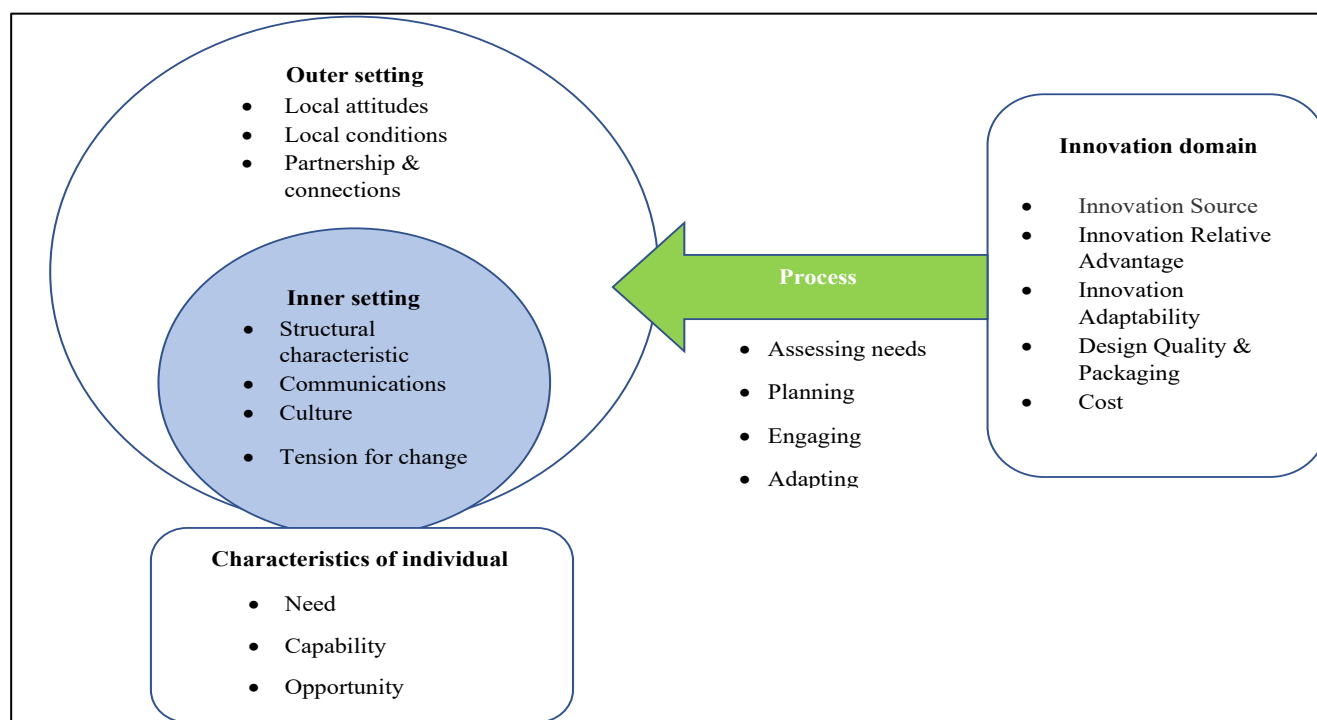 Outer setting
• Local attitudes
• Local conditions
• Partnership &
connections
Inner setting
• Structural
characteristic
• Communications
• Culture
• Tension for change
Characteristics of individual
• Need
• Capability
• Opportunity
Process
• Assessing needs
• Planning
• Engaging
• Adapting
Innovation domain
• Innovation Source
• Innovation Relative
Advantage
• Innovation
Adaptability
• Design Quality &
Packaging
• Cost